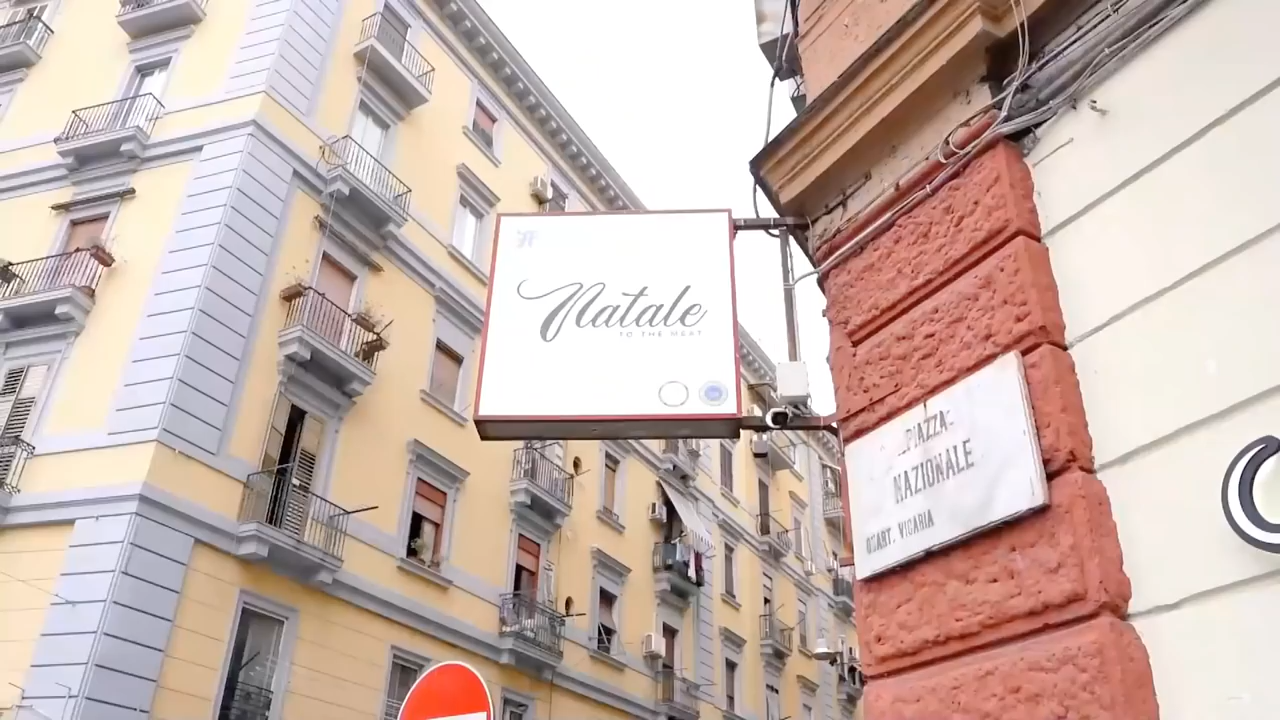 Natale
TO THE MEAT
PIAZZA
NAZIONALE
QUART. VICARIA